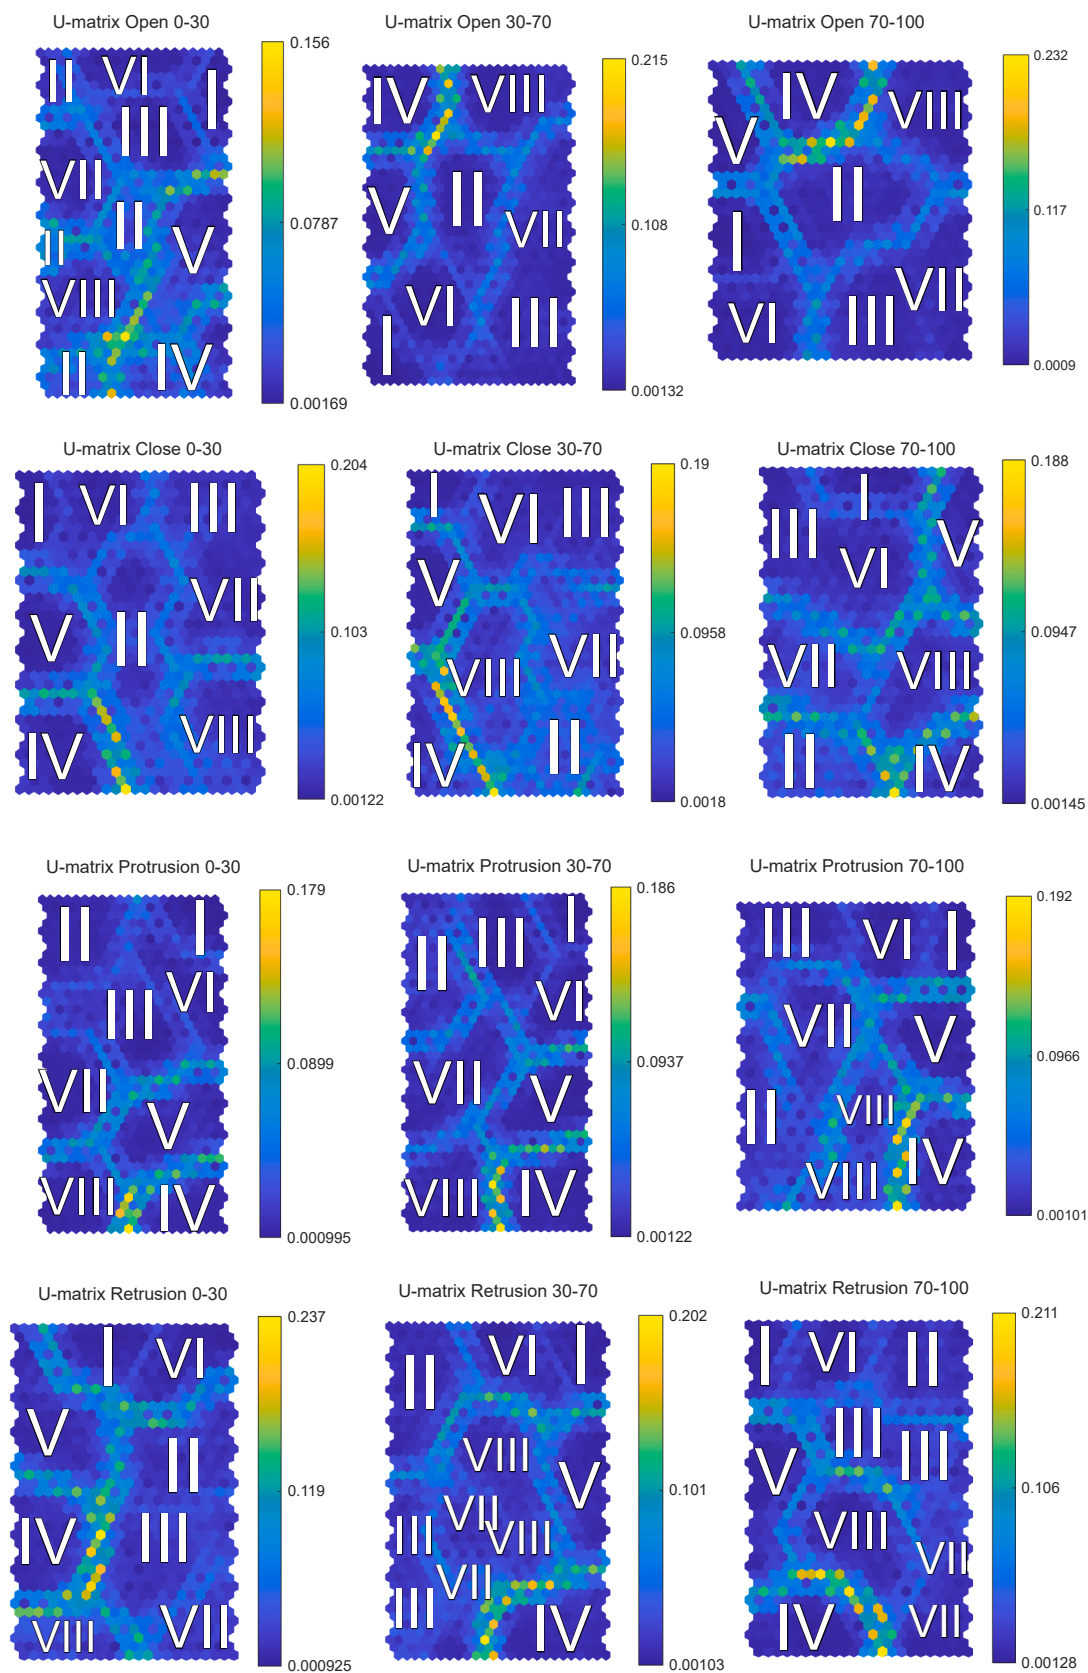 U-matrix Open 0-30
II VI I
III
VII
II
II V
VIII
II IV
0.156
0.0787
0.00169
U-matrix Open 30-70
IV VIII
II
V VII
VI III
I
0.215
0.108
0.00132
U-matrix Open 70-100
IV VIII
V
II
I
VII
VI III
0.232
0.117
0.0009
U-matrix Close 0-30
I VI III
VII
V II
IV VIII
0.204
0.103
0.00122
U-matrix Close 30-70
I VI III
V
VIII VII
IV II
0.19
0.0958
0.0018
U-matrix Close 70-100
I
III V
VI
VII VIII
II IV
0.188
0.0947
0.00145
U-matrix Protrusion 0-30
II I
VI
III
VII
V
VIII IV
0.179
0.0899
0.000995
U-matrix Protrusion 30-70
I
II III
VI
VII V
VIII IV
0.186
0.0937
0.00122
U-matrix Protrusion 70-100
III VI I
VII V
II VIII
VIII IV
0.192
0.0966
0.00101
U-matrix Retrusion 0-30
I VI
V
II
IV III
VIII VII
0.237
0.119
0.000925
U-matrix Retrusion 30-70
VI I
II
VIII
V
VII
III VIII
VII
III IV
0.202
0.101
0.00103
U-matrix Retrusion 70-100
I VI II
III
III
V
VIII
VII
IV VII
0.211
0.106
0.00128